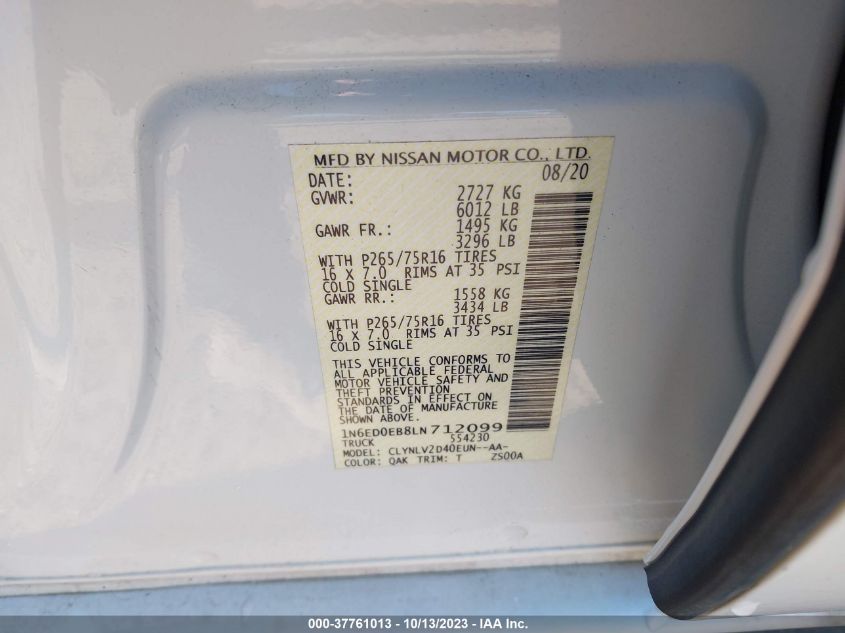 MFD BY NISSAN MOTOR CO., LTD.
DATE: 08/20
GVWR: 2727 KG
6012 LB
GAWR FR.: 1495 KG
3296 LB
WITH P265/75R16 TIRES
16 X 7.0 RIMS AT 35 PSI
COLD SINGLE
GAWR RR.: 1558 KG
3434 LB
WITH P265/75R16 TIRES
16 X 7.0 RIMS AT 35 PSI
COLD SINGLE
THIS VEHICLE CONFORMS TO
ALL APPLICABLE FEDERAL
MOTOR VEHICLE SAFETY AND
THEFT PREVENTION
STANDARDS IN EFFECT ON
THE DATE OF MANUFACTURE
1N6ED0EB8LN712099
TRUCK 554230
MODEL: CLYNLV2D40EUN--AA-
COLOR: QAK TRIM: T ZS00A
000-37761013 - 10/13/2023 - IAA Inc.